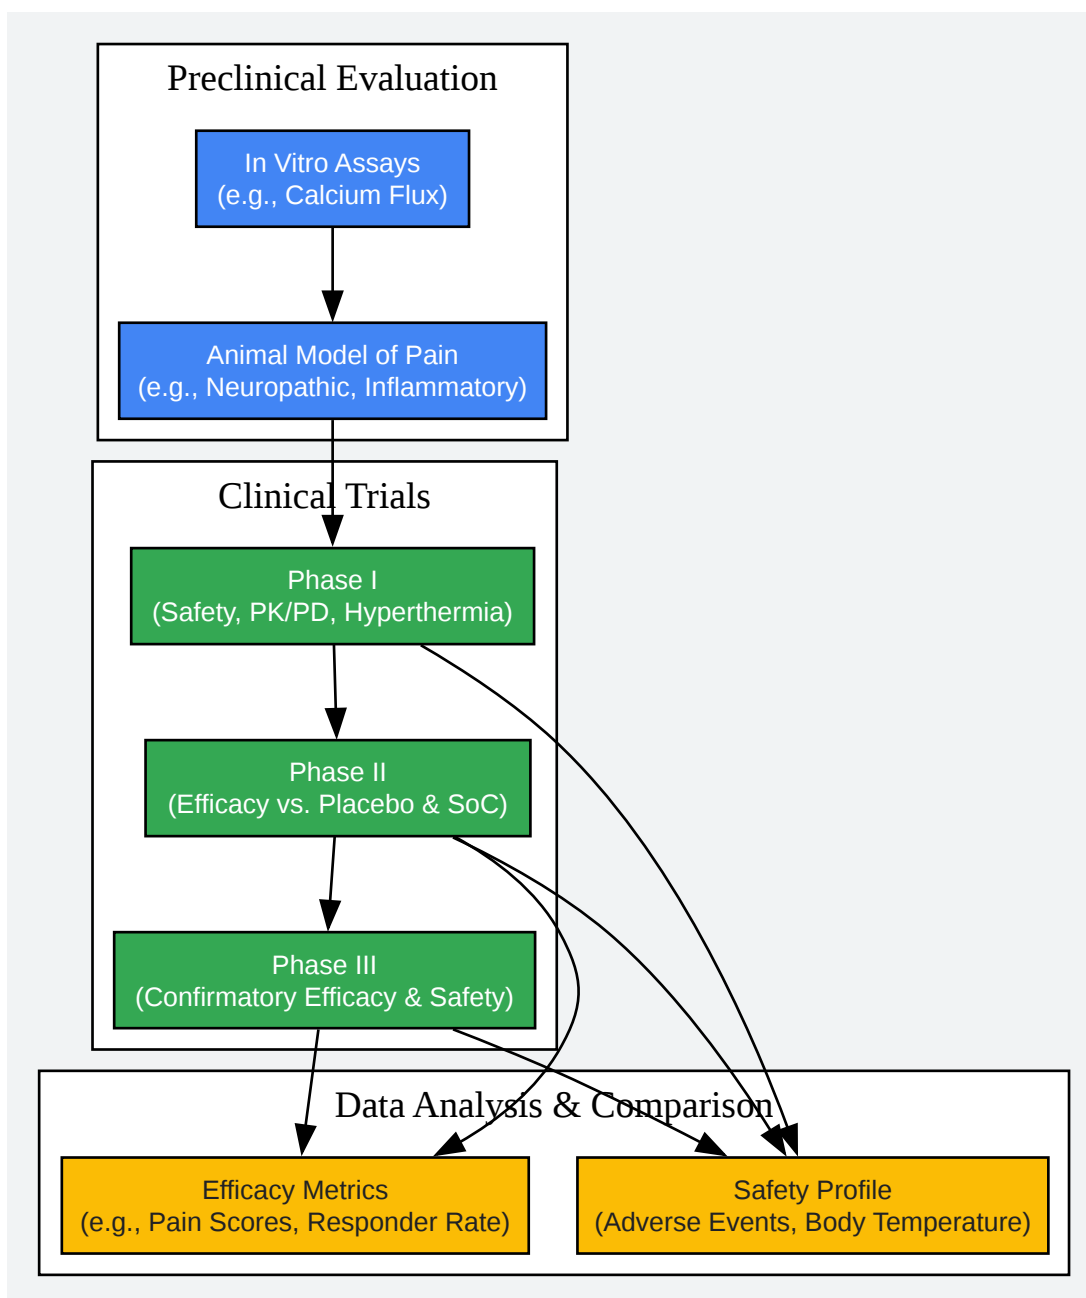 Preclinical Evaluation
In Vitro Assays
(e.g., Calcium Flux)
Animal Model of Pain
(e.g., Neuropathic, Inflammatory)
Clinical Trials
Phase I
(Safety, PK/PD, Hyperthermia)
Phase II
(Efficacy vs. Placebo & SoC)
Phase III
(Confirmatory Efficacy & Safety)
Data Analysis & Comparison
Efficacy Metrics
(e.g., Pain Scores, Responder Rate)
Safety Profile
(Adverse Events, Body Temperature)